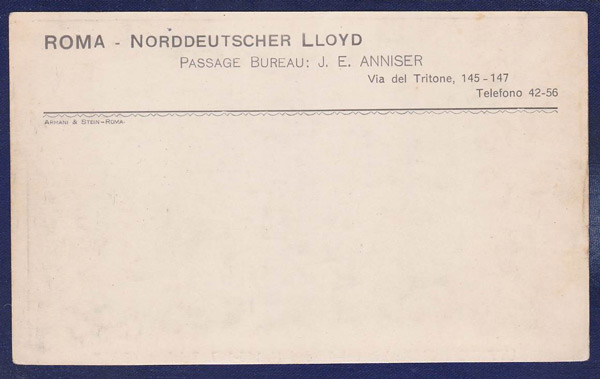 ROMA - NORDDEUTSCHER LLOYD
PASSAGE BUREAU: J. E. ANNISER
Via del Tritone, 145-147
Telefono 42-56
ARMANI & STEIN-ROMA.